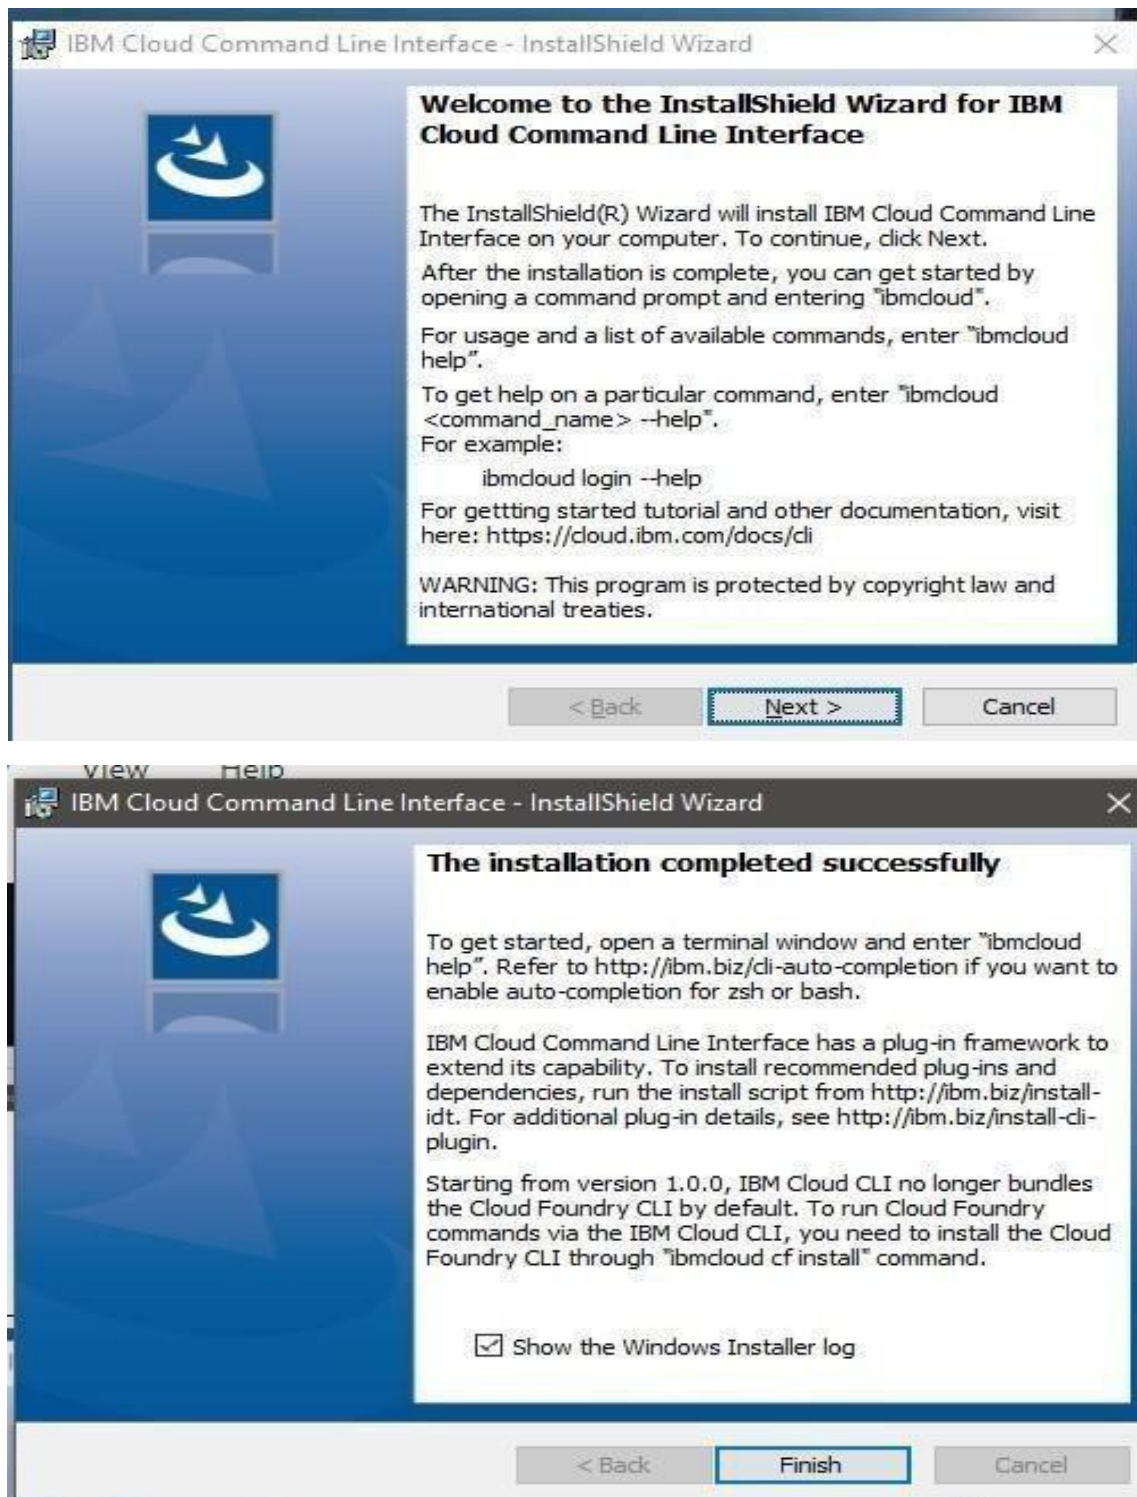 IBM Cloud Command Line Interface - InstallShield Wizard
Welcome to the InstallShield Wizard for IBM
Cloud Command Line Interface
The InstallShield(R) Wizard will install IBM Cloud Command Line
Interface on your computer. To continue, click Next.
After the installation is complete, you can get started by
opening a command prompt and entering "ibmcloud".
For usage and a list of available commands, enter "ibmcloud
help".
To get help on a particular command, enter "ibmcloud
<command_name> --help".
For example:
ibmcloud login --help
For gettting started tutorial and other documentation, visit
here: https://cloud.ibm.com/docs/cli
WARNING: This program is protected by copyright law and
international treaties.
< Back Next > Cancel
View Help
IBM Cloud Command Line Interface - InstallShield Wizard
The installation completed successfully
To get started, open a terminal window and enter "ibmcloud
help". Refer to http://ibm.biz/cli-auto-completion if you want to
enable auto-completion for zsh or bash.
IBM Cloud Command Line Interface has a plug-in framework to
extend its capability. To install recommended plug-ins and
dependencies, run the install script from http://ibm.biz/install-
idt. For additional plug-in details, see http://ibm.biz/install-cli-
plugin.
Starting from version 1.0.0, IBM Cloud CLI no longer bundles
the Cloud Foundry CLI by default. To run Cloud Foundry
commands via the IBM Cloud CLI, you need to install the Cloud
Foundry CLI through "ibmcloud cf install" command.
Show the Windows Installer log
< Back Finish Cancel